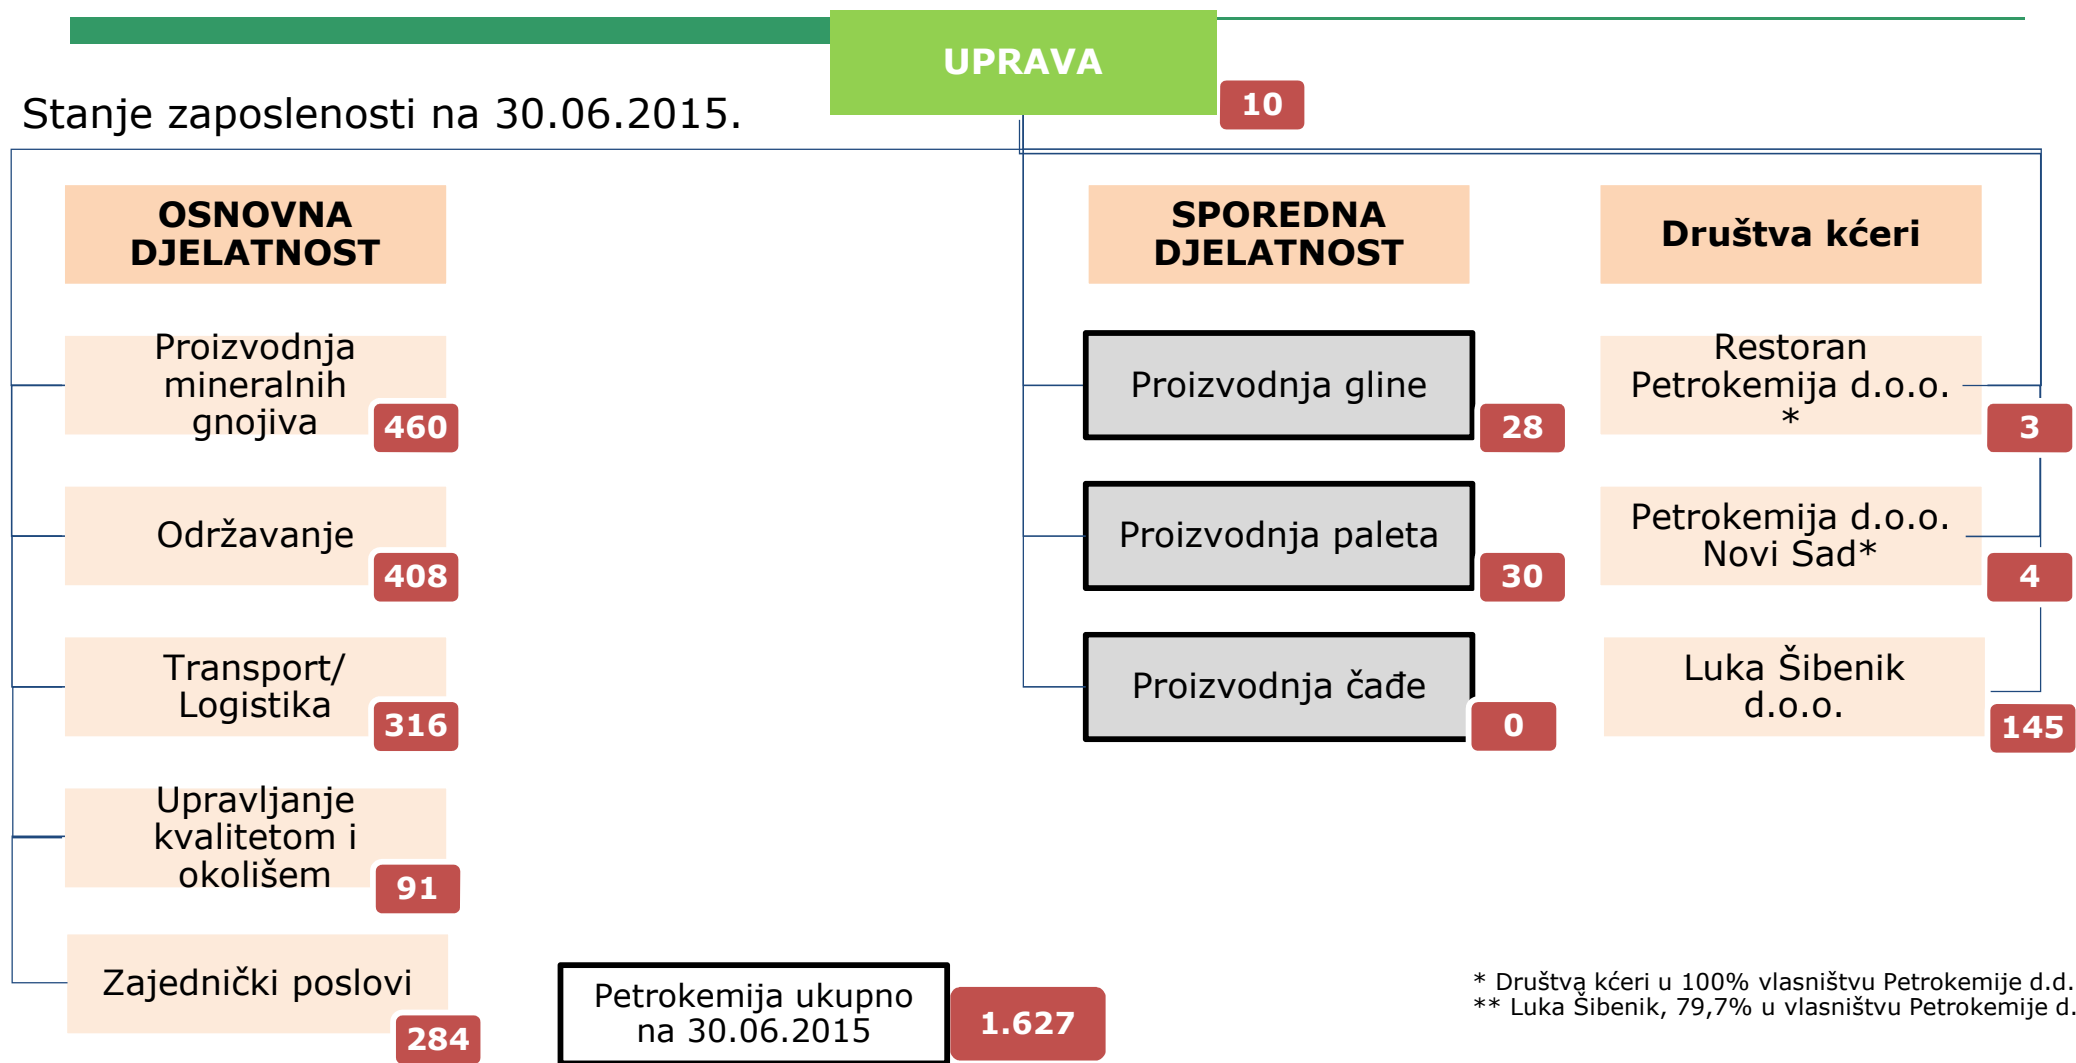 UPRAVA
10
Stanje zaposlenosti na 30.06.2015.
OSNOVNA
DJELATNOST
Proizvodnja
mineralnih
gnojiva
460
Održavanje
408
Transport/
Logistika
316
Upravljanje
kvalitetom i
okolišem
91
Zajednički poslovi
284
SPOREDNA
DJELATNOST
Proizvodnja gline
28
Proizvodnja paleta
30
Proizvodnja čađe
0
Društva kćeri
Restoran
Petrokemija d.o.o.
*
3
Petrokemija d.o.o.
Novi Sad*
4
Luka Šibenik
d.o.o.
145
Petrokemija ukupno
na 30.06.2015
1.627
* Društva kćeri u 100% vlasništvu Petrokemije d.d.
** Luka Šibenik, 79,7% u vlasništvu Petrokemije d.